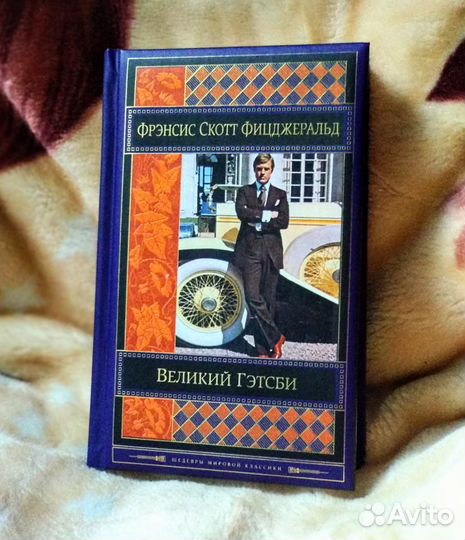 Фрэнсис Скотт Фицджеральд
Великий Гэтсби
ШЕДЕВРЫ МИРОВОЙ КЛАССИКИ
Avito